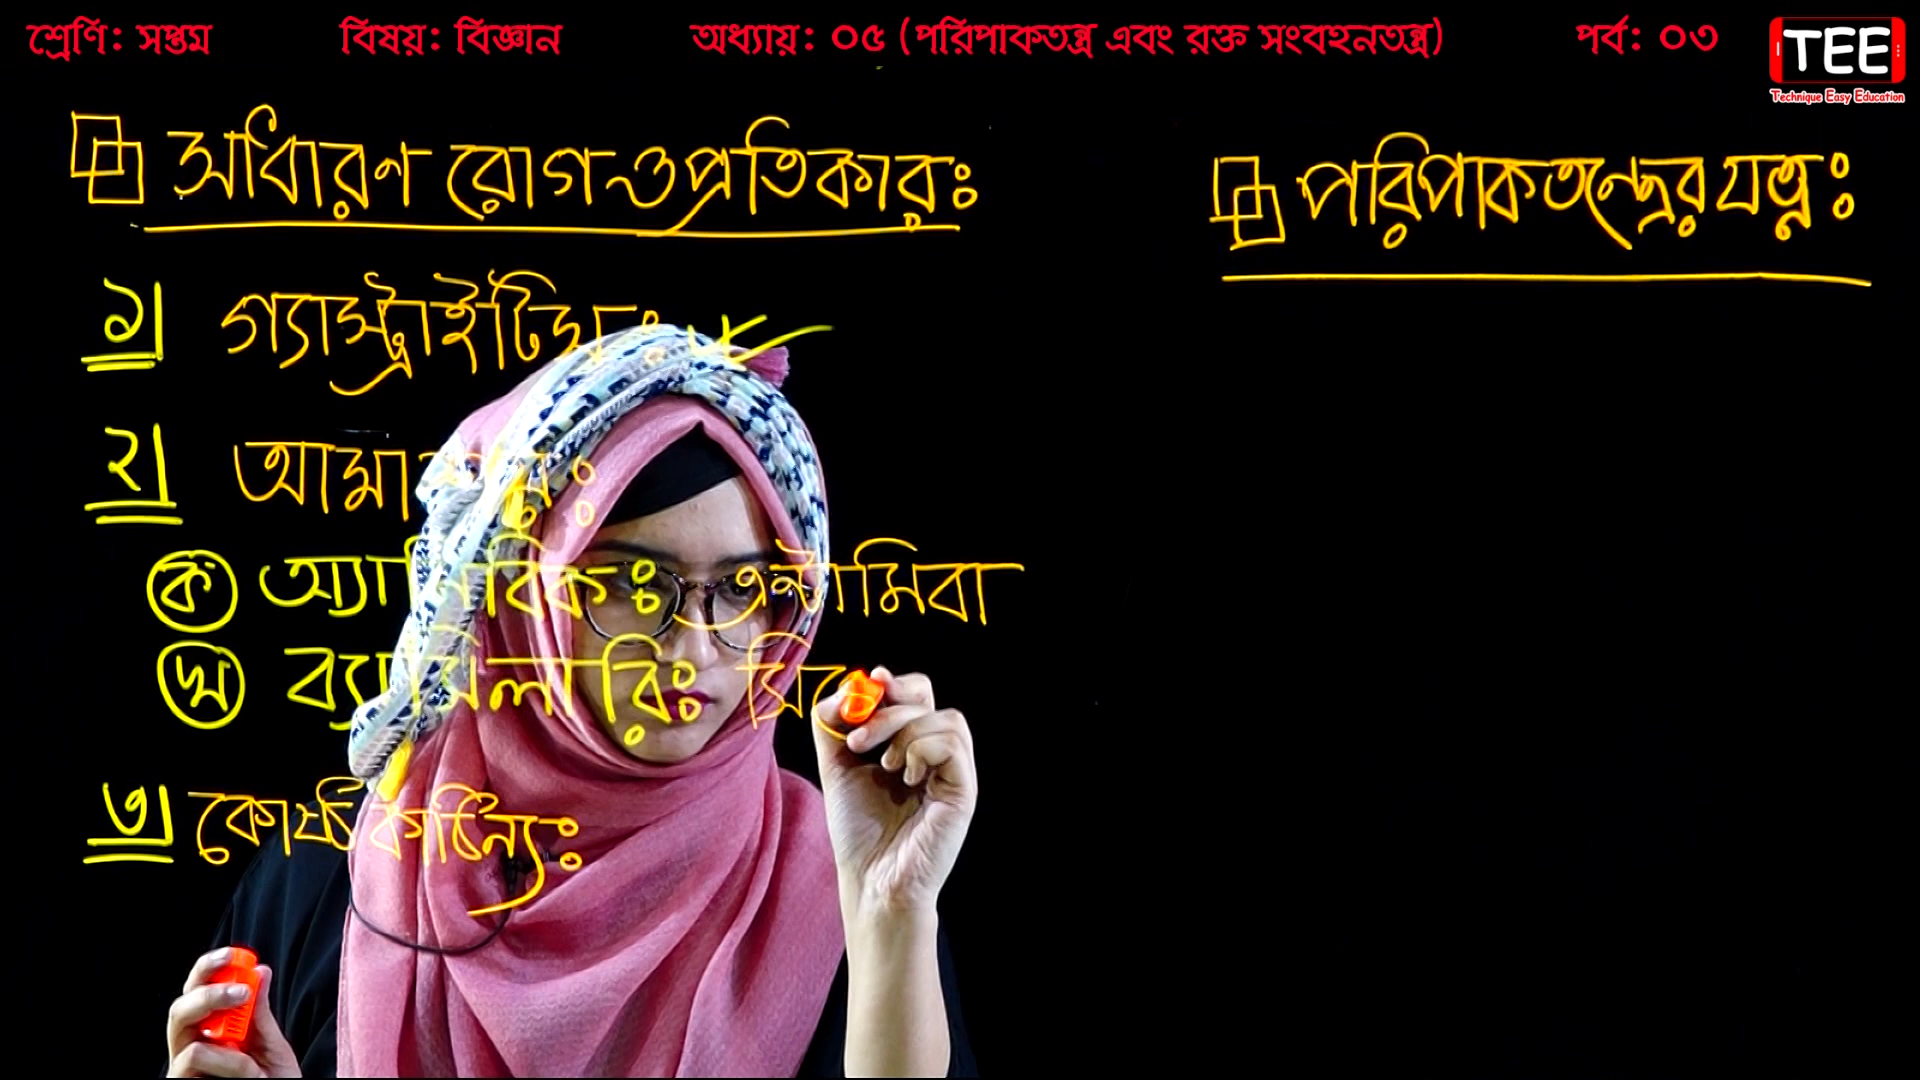 শ্রেণি: সপ্তম বিষয়: বিজ্ঞান অধ্যায়: ০৫ (পরিপাকতন্ত্র এবং রক্ত সংবহনতন্ত্র) পর্ব: ০৩
TEE
Technique Easy Education
সাধারণ রোগ ও প্রতিকারঃ
১। গ্যাস্ট্রাইটিসঃ
২।
ক অ্যামিবিকঃ এন্টামিবা
খ ব্যাসিলারিঃ
৩। কোষ্ঠকাঠিন্যঃ
পরিপাকতন্ত্রের যত্নঃ